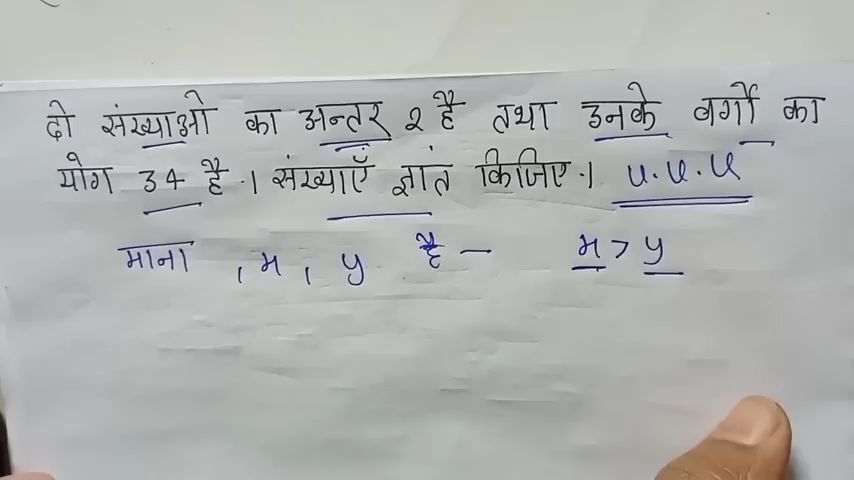 दो संख्याओ का अन्तर 2 है तथा उनके वर्गों का
योग 34 है । संख्याएँ ज्ञांत किजिए । U.U.U
माना , x , y है — x > y